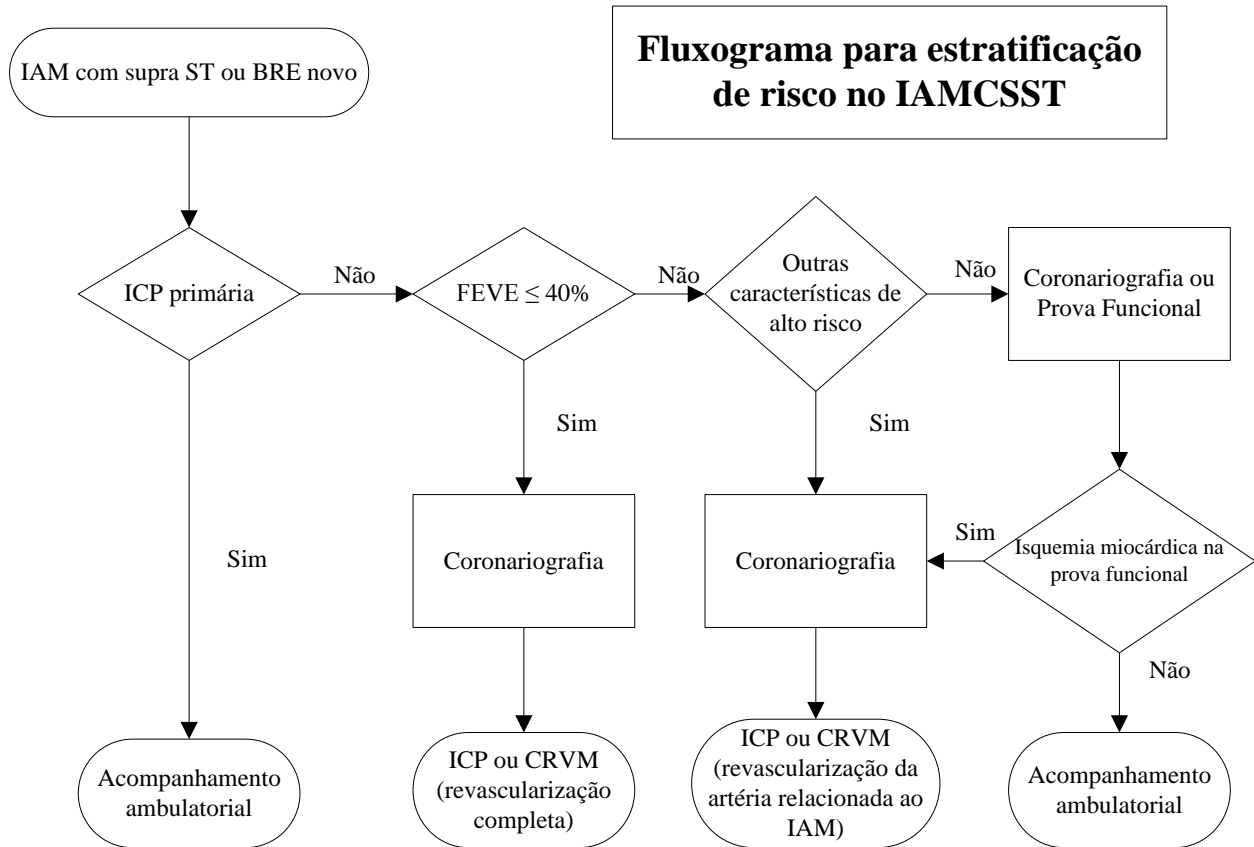 Fluxograma para estratificação
de risco no IAMCSST
IAM com supra ST ou BRE novo
ICP primária
Não
FEVE ≤ 40%
Não
Outras
características de
alto risco
Não
Coronariografia ou
Prova Funcional
Sim
Sim
Sim
Coronariografia
Coronariografia
Sim
Isquemia miocárdica na
prova funcional
Não
Acompanhamento
ambulatorial
ICP ou CRVM
(revascularização
completa)
ICP ou CRVM
(revascularização da
artéria relacionada ao
IAM)
Acompanhamento
ambulatorial